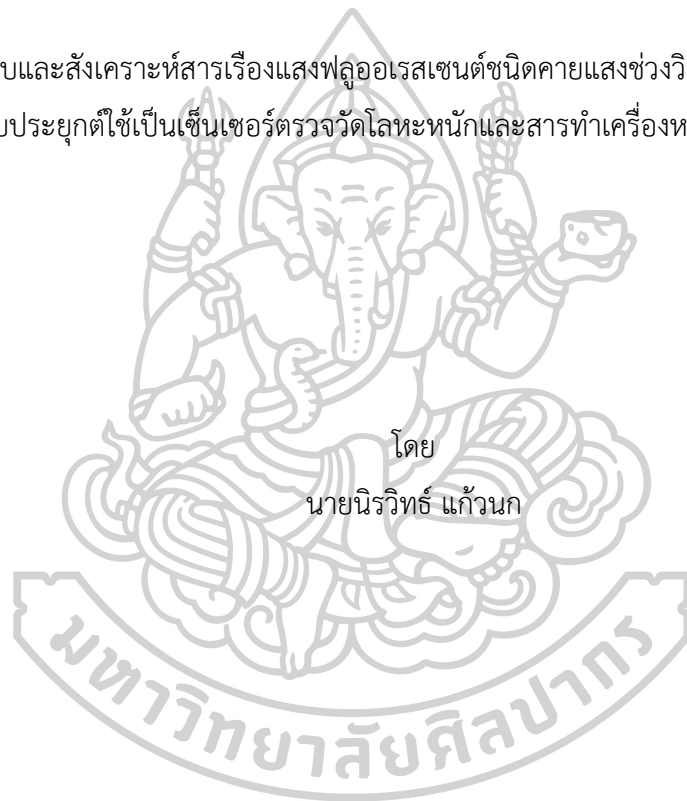 บและสังเคราะห์สารเรืองแสงฟลูออเรสเซนต์ชนิดคายแสงช่วงวิ
บประยุกต์ใช้เป็นเซ็นเซอร์ตรวจวัดโลหะหนักและสารทำเครื่องห
โดย
นายนิรวิทธ์ แก้วนก
มหาวิทยาลัยศิลปากร